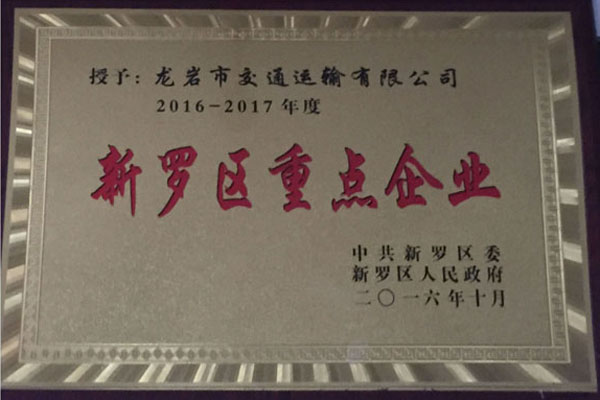 授予：龙岩市交通运输有限公司
2016-2017年度
新罗区重点企业
中共新罗区委
新罗区人民政府
二〇一六年十月